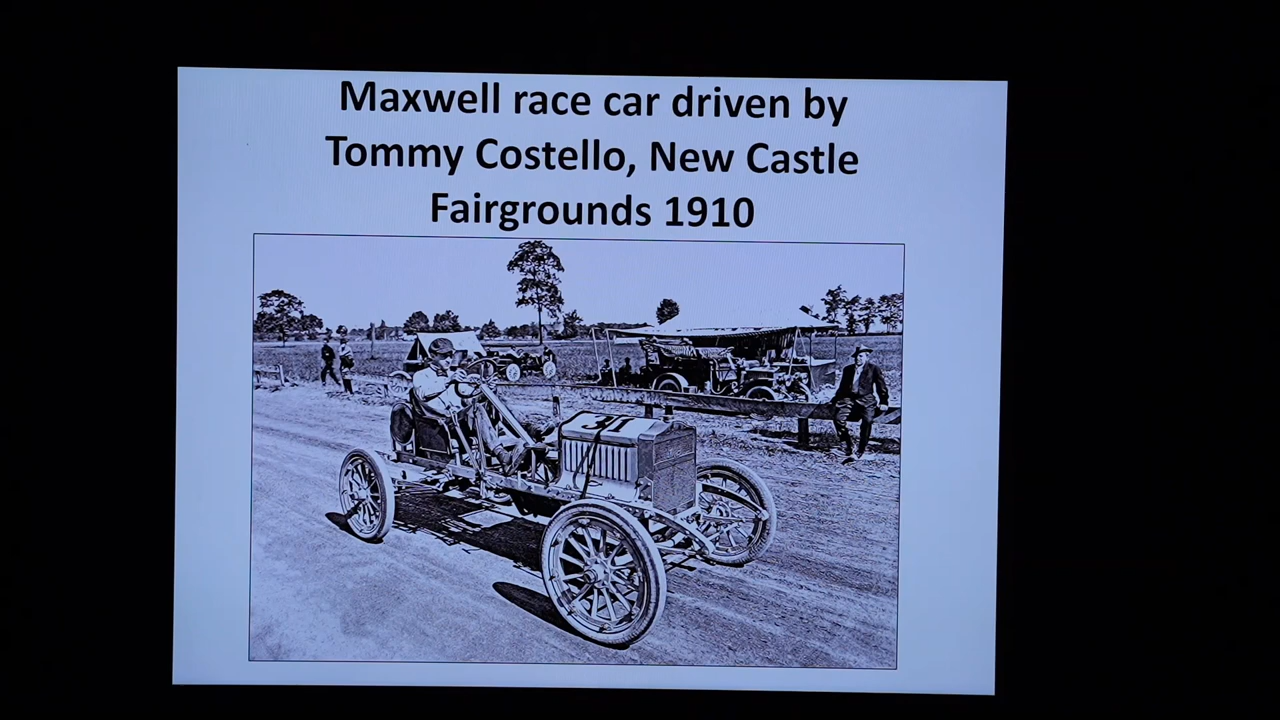 Maxwell race car driven by
Tommy Costello, New Castle
Fairgrounds 1910
31